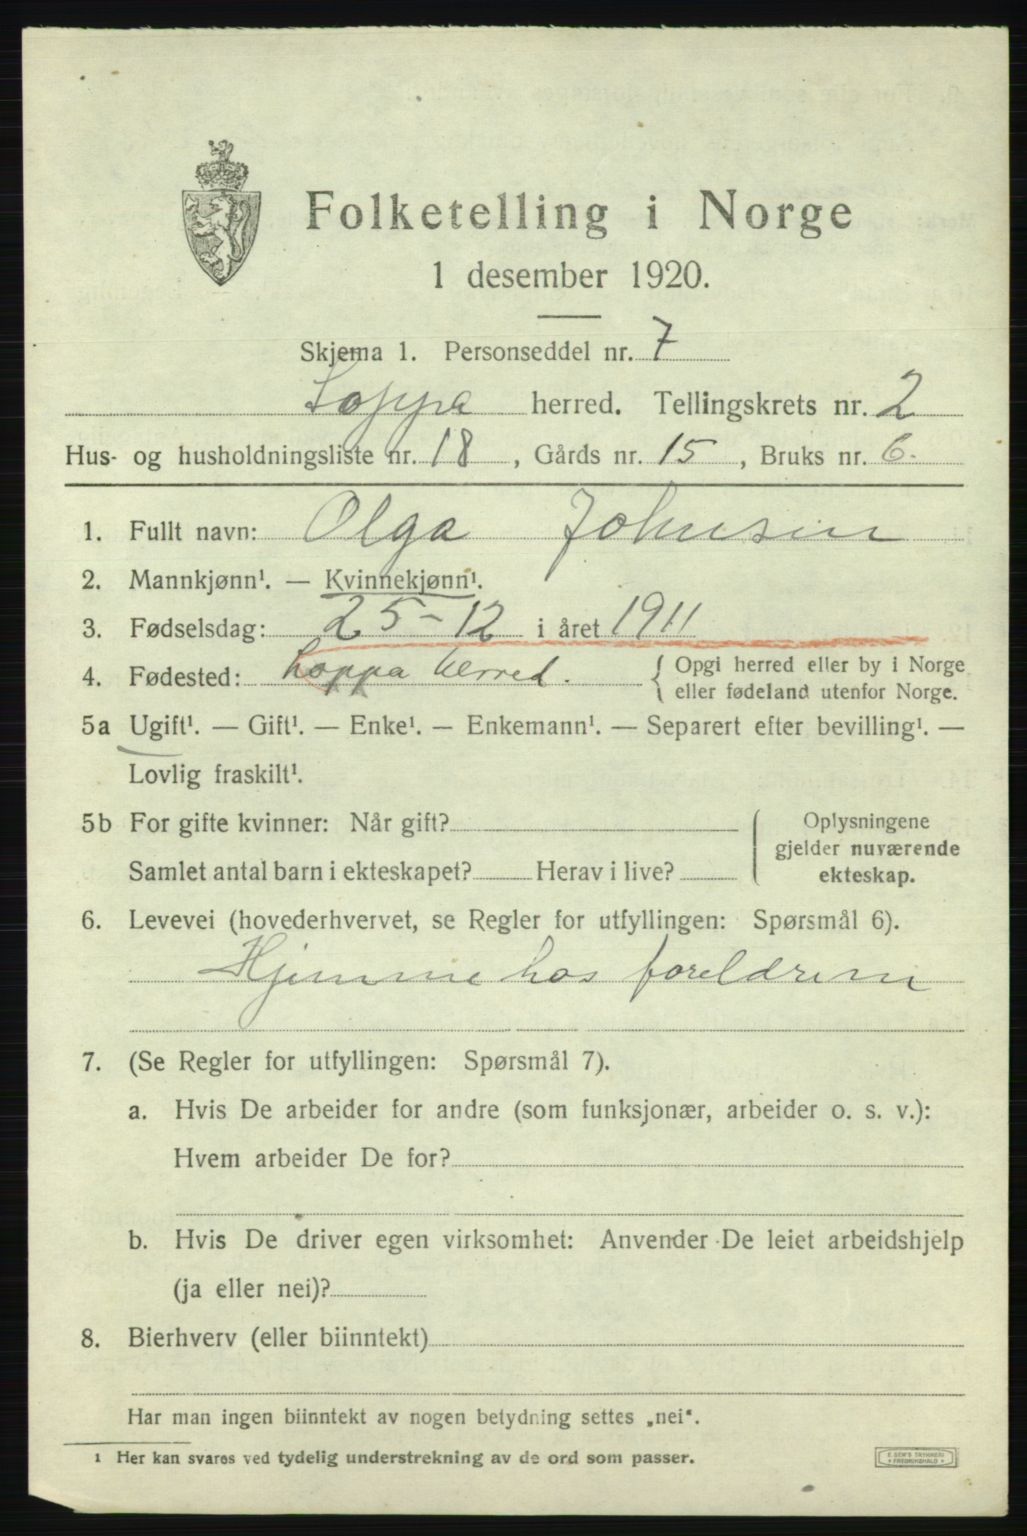 Folketelling i Norge
1 desember 1920.
Skjema 1. Personseddel nr. 7
Loppa herred. Tellingskrets nr. 2
Hus- og husholdningsliste nr. 18, Gårds nr. 15, Bruks nr. 6.
1. Fullt navn: Olga Johnsen
2. Mannkjønn¹. — Kvinnekjønn¹.
3. Fødselsdag: 25-12 i året 1911
4. Fødested: Loppa herred. { Opgi herred eller by i Norge
eller fødeland utenfor Norge.
5a Ugift¹. — Gift¹. — Enke¹. — Enkemann¹. — Separert efter bevilling¹. —
Lovlig fraskilt¹.
5b For gifte kvinner: Når gift?
Samlet antal barn i ekteskapet? Herav i live?
Oplysningene
gjelder nuværende
ekteskap.
6. Levevei (hovederhvervet, se Regler for utfyllingen: Spørsmål 6).
Hjemme hos foreldrene
7. (Se Regler for utfyllingen: Spørsmål 7).
a. Hvis De arbeider for andre (som funksjonær, arbeider o. s. v.):
Hvem arbeider De for?
b. Hvis De driver egen virksomhet: Anvender De leiet arbeidshjelp
(ja eller nei)?
8. Bierhverv (eller biinntekt)
Har man ingen biinntekt av nogen betydning settes „nei“.
¹ Her kan svares ved tydelig understrekning av de ord som passer.
E. SEM'S TRYKKERI
FREDRIKSHALD